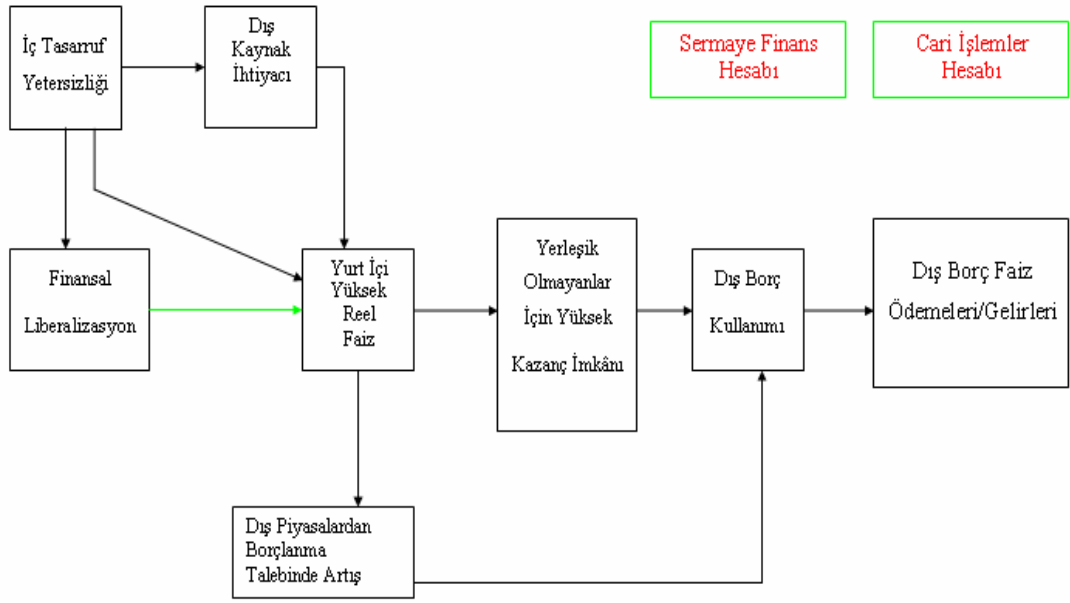 İç Tasarruf
Yetersizliği
Dış
Kaynak
İhtiyacı
Sermaye Finans
Hesabı
Cari İşlemler
Hesabı
Finansal
Liberalizasyon
Yurt İçi
Yüksek
Reel
Faiz
Yerleşik
Olmayanlar
İçin Yüksek
Kazanç İmkânı
Dış Borç
Kullanımı
Dış Borç Faiz
Ödemeleri/Gelirleri
Dış Piyasalardan
Borçlanma
Talebinde Artış